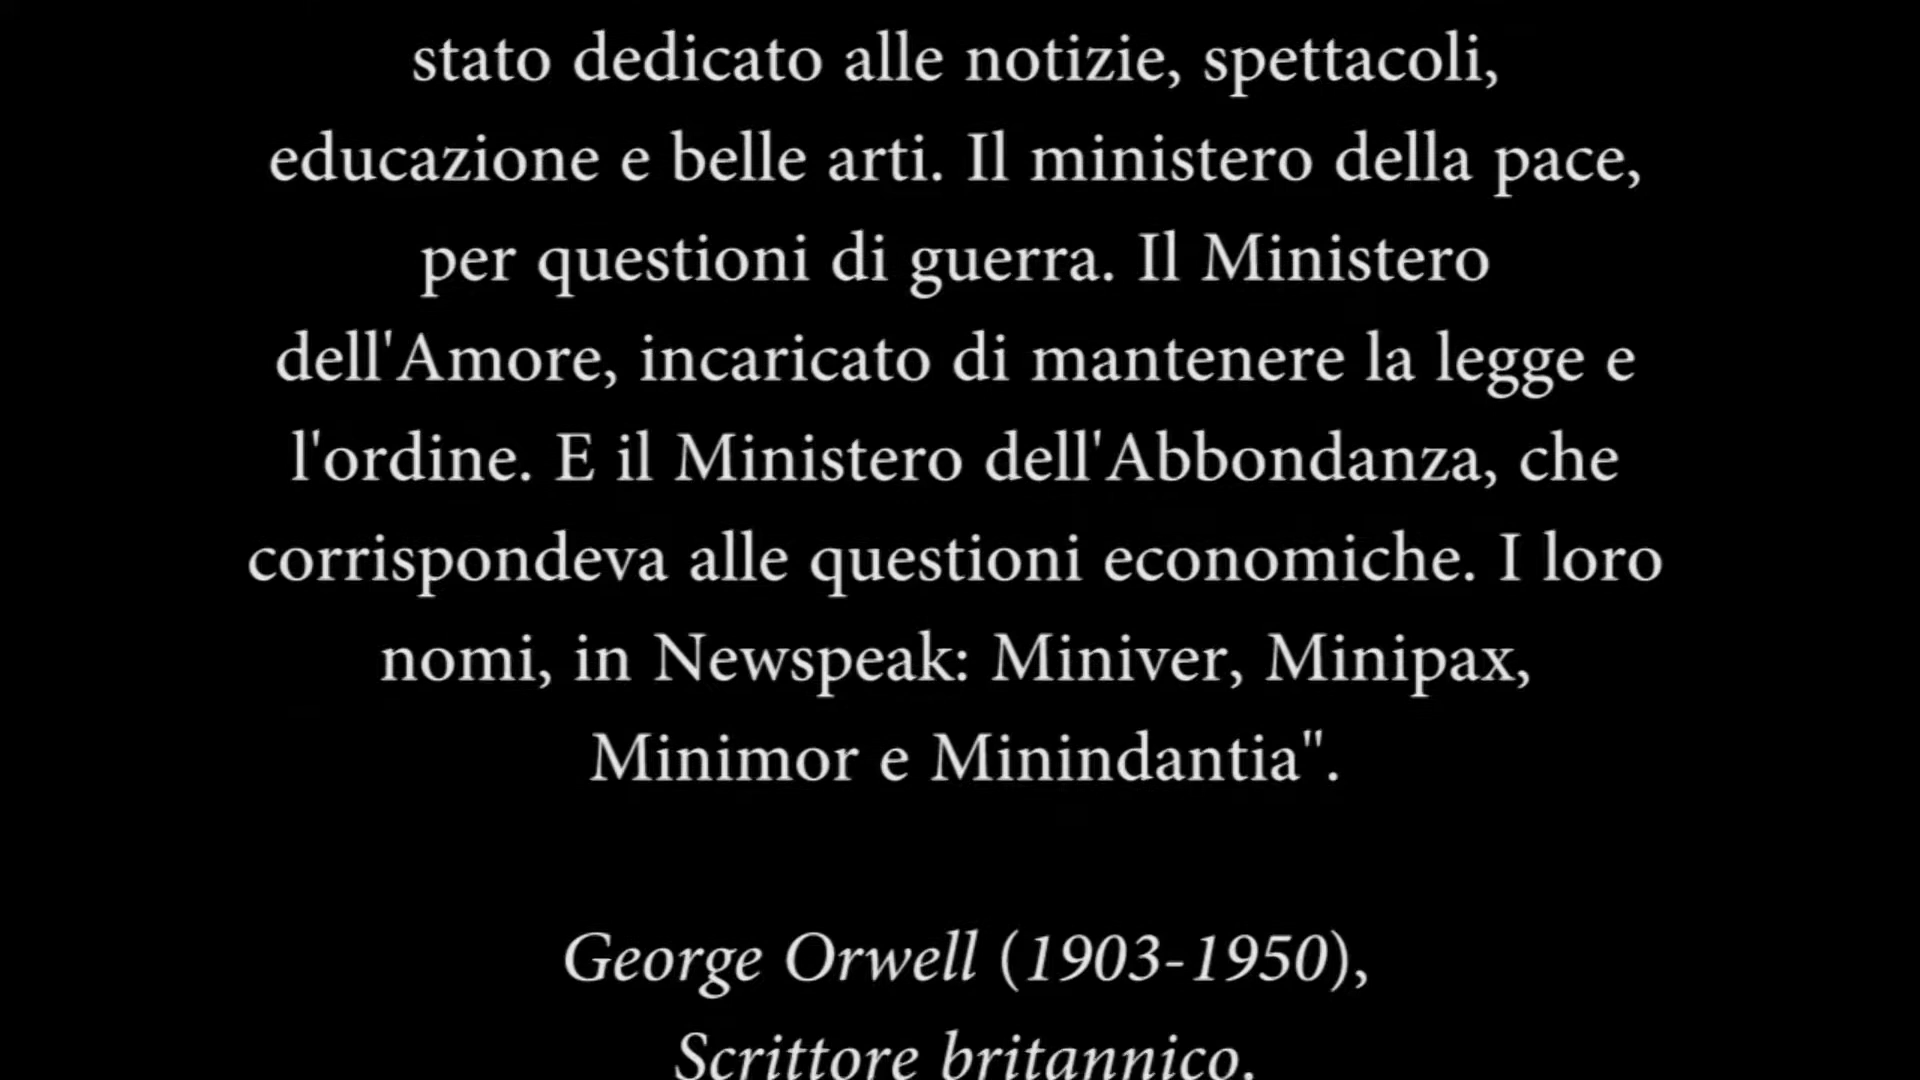 stato dedicato alle notizie, spettacoli,
educazione e belle arti. Il ministero della pace,
per questioni di guerra. Il Ministero
dell'Amore, incaricato di mantenere la legge e
l'ordine. E il Ministero dell'Abbondanza, che
corrispondeva alle questioni economiche. I loro
nomi, in Newspeak: Miniver, Minipax,
Minimor e Minindantia".
George Orwell (1903-1950),
Scrittore britannico.